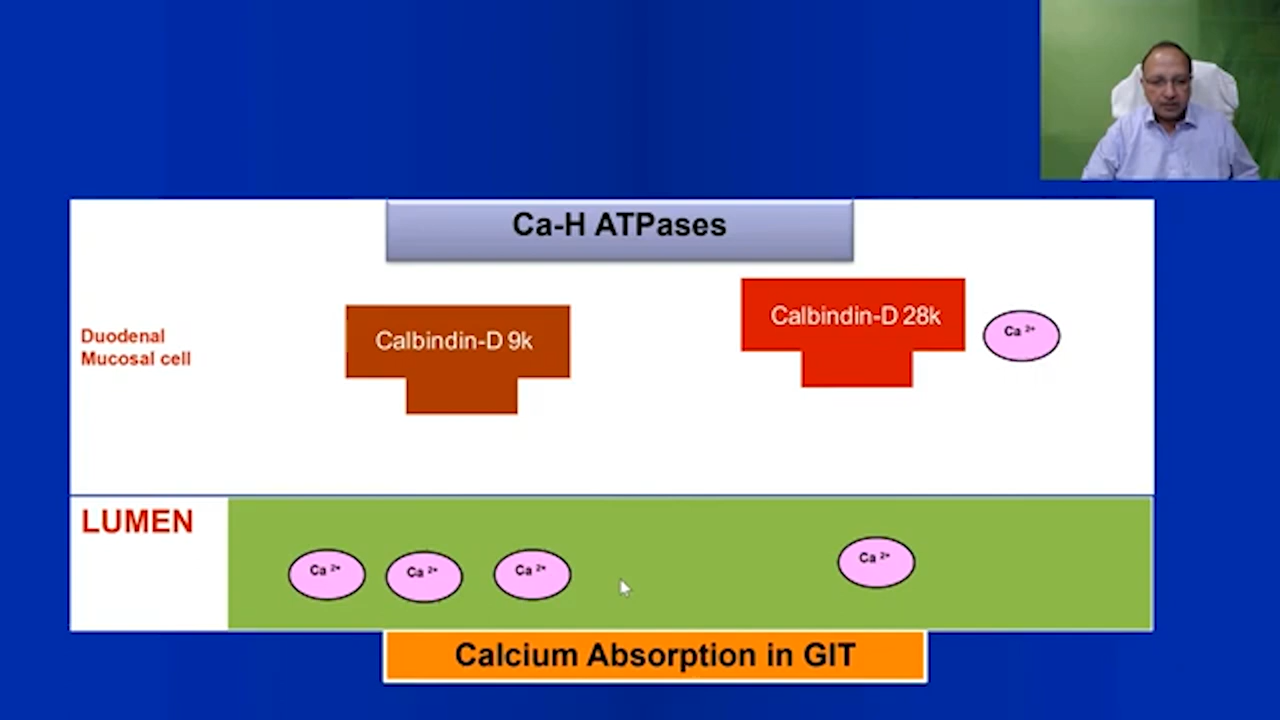 Ca-H ATPases
Calbindin-D 28k
Calbindin-D 9k
Ca 2+
Duodenal
Mucosal cell
LUMEN
Ca 2+
Ca 2+
Ca 2+
Ca 2+
Calcium Absorption in GIT